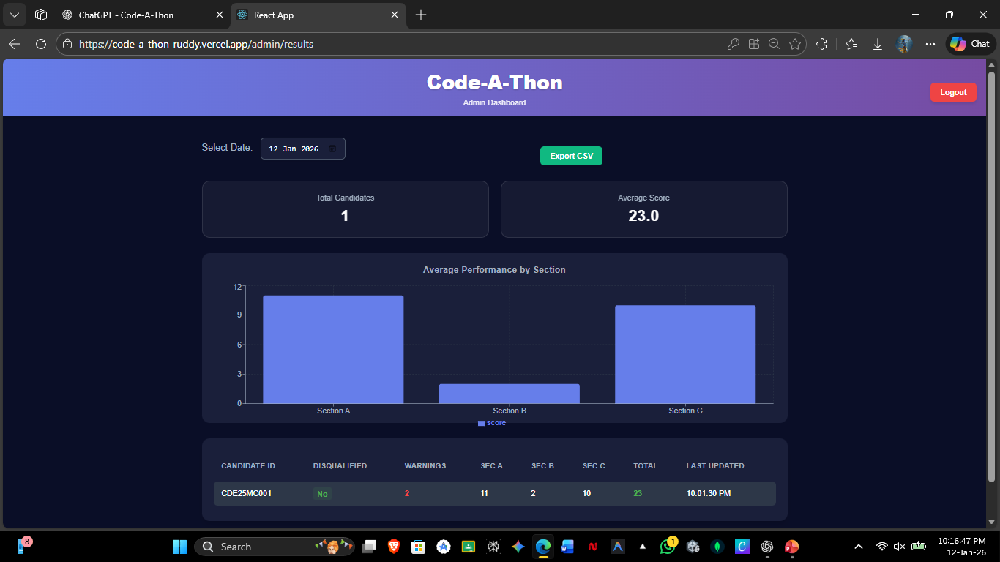 ChatGPT - Code-A-Thon
React App
https://code-a-thon-ruddy.vercel.app/admin/results
Chat
Code-A-Thon
Admin Dashboard
Logout
Select Date: 12-Jan-2026
Export CSV
Total Candidates
1
Average Score
23.0
Average Performance by Section
12
9
6
3
0
Section A Section B Section C
score
CANDIDATE ID DISQUALIFIED WARNINGS SEC A SEC B SEC C TOTAL LAST UPDATED
CDE25MC001 No 2 11 2 10 23 10:01:30 PM
8
Search
1
10:16:47 PM
12-Jan-26